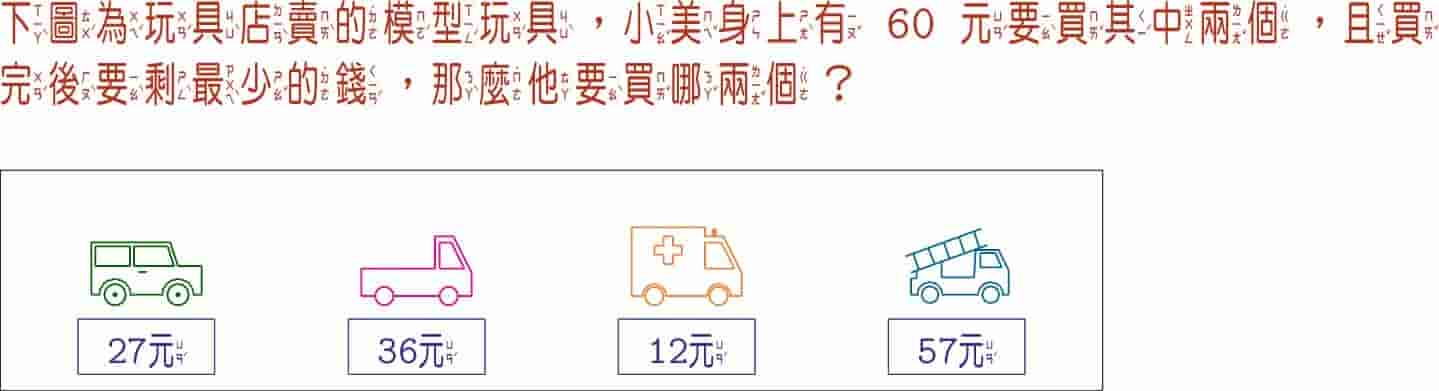 下圖為玩具店賣的模型玩具，小美身上有 60 元要買其中兩個，且買
完後要剩最少的錢，那麼他要買哪兩個？
27元 36元 12元 57元